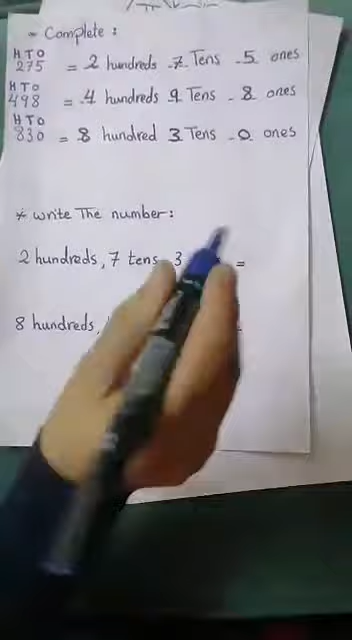 - Complete :
H T O
275 = 2 hundreds 7 Tens 5 ones
H T O
498 = 4 hundreds 9 Tens 8 ones
H T O
830 = 8 hundred 3 Tens 0 ones
* write The number:
2 hundreds, 7 tens 3 =
8 hundreds,